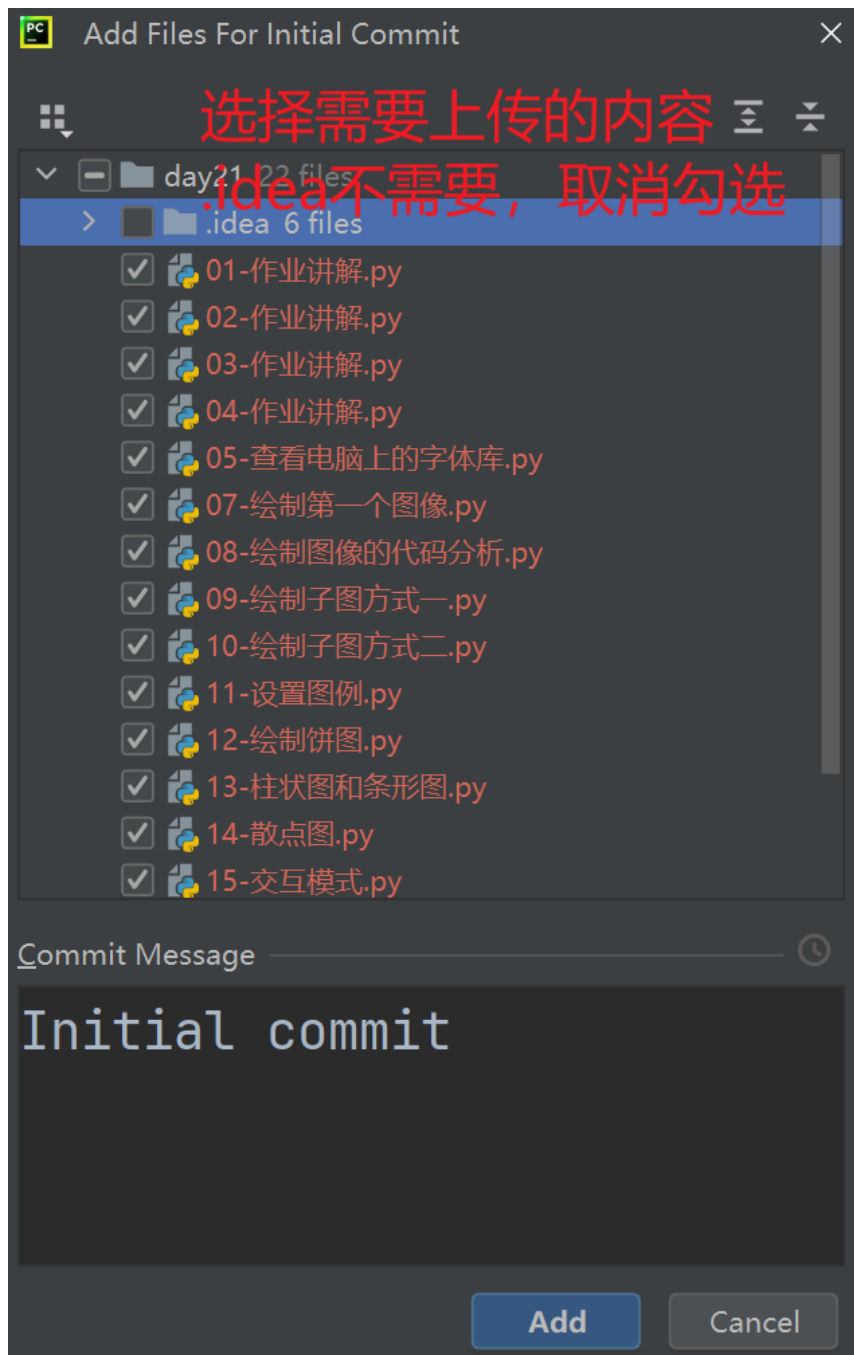 PC
Add Files For Initial Commit
选择需要上传的内容
day21 22 files
.idea不需要，取消勾选
.idea 6 files
01-作业讲解.py
02-作业讲解.py
03-作业讲解.py
04-作业讲解.py
05-查看电脑上的字体库.py
07-绘制第一个图像.py
08-绘制图像的代码分析.py
09-绘制子图方式一.py
10-绘制子图方式二.py
11-设置图例.py
12-绘制饼图.py
13-柱状图和条形图.py
14-散点图.py
15-交互模式.py
Commit Message
Initial commit
Add
Cancel